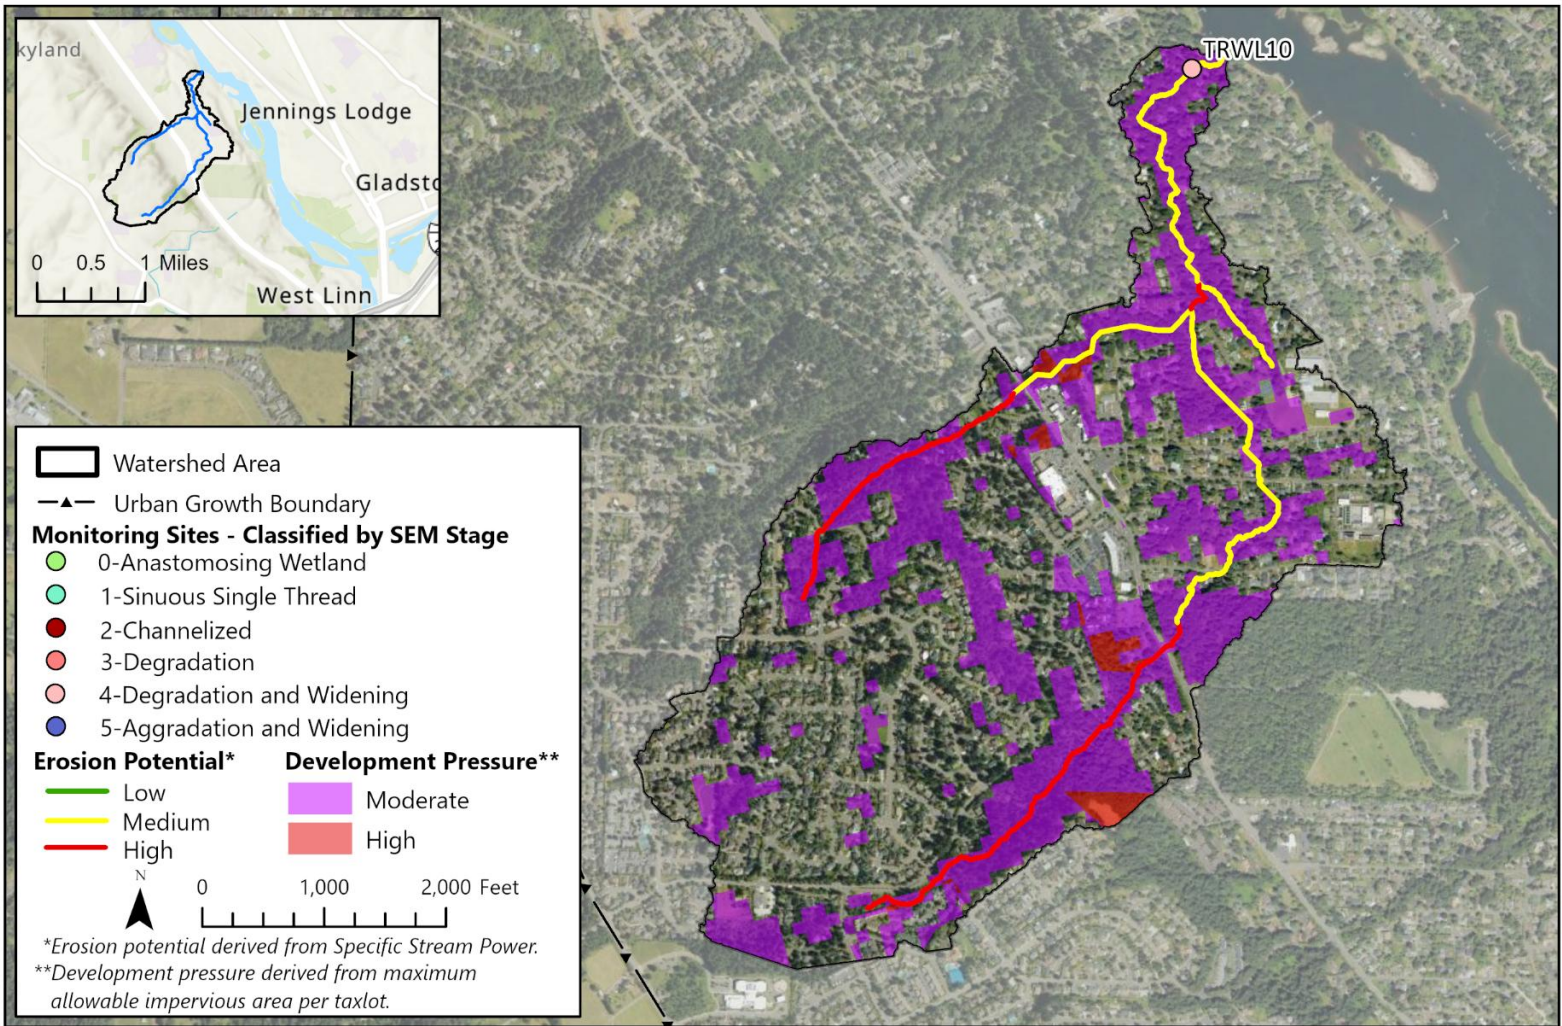 kyland
Jennings Lodge
Gladsto
0 0.5 1 Miles
West Linn
TRWL10
Watershed Area
Urban Growth Boundary
Monitoring Sites - Classified by SEM Stage
0-Anastomosing Wetland
1-Sinuous Single Thread
2-Channelized
3-Degradation
4-Degradation and Widening
5-Aggradation and Widening
Erosion Potential* Development Pressure**
Low
Moderate
Medium
High
High
N
0 1,000 2,000 Feet
*Erosion potential derived from Specific Stream Power.
**Development pressure derived from maximum
allowable impervious area per taxlot.